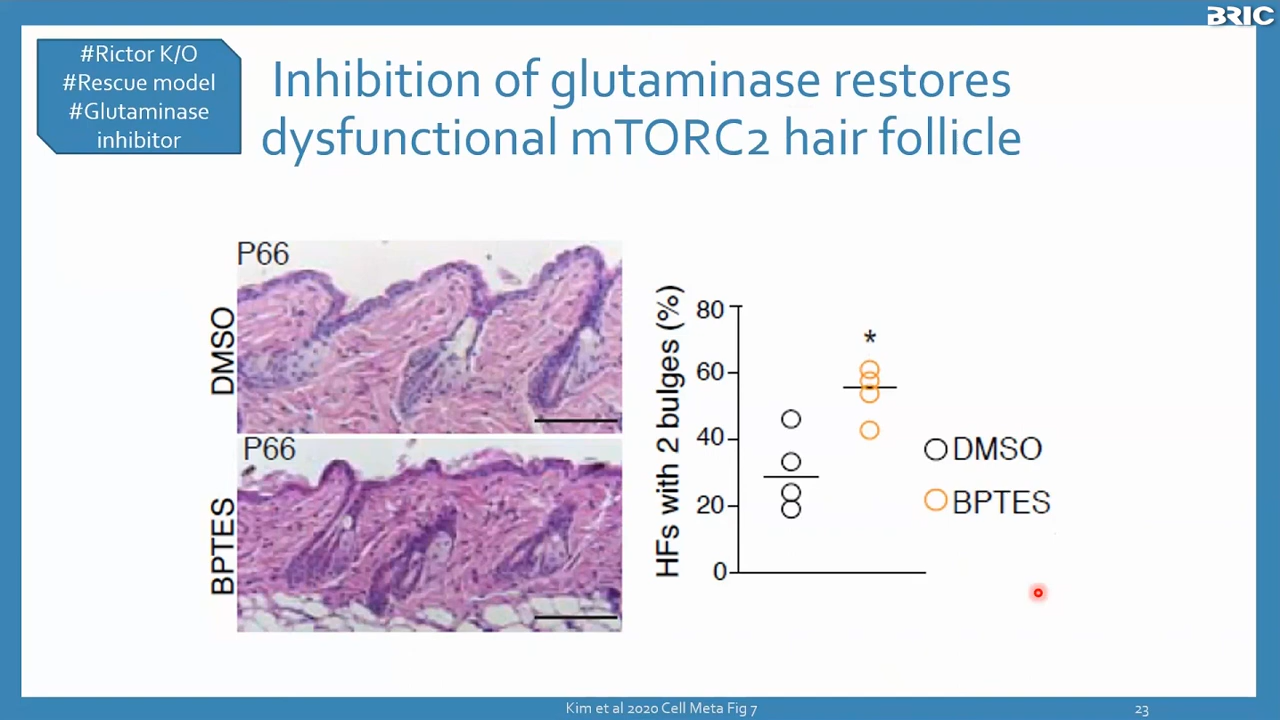 BRIC
#Rictor K/O
#Rescue model
#Glutaminase
inhibitor
Inhibition of glutaminase restores
dysfunctional mTORC2 hair follicle
P66
DMSO
P66
BPTES
HFs with 2 bulges (%)
80
60
40
20
0
*
DMSO
BPTES
Kim et al 2020 Cell Meta Fig 7
23